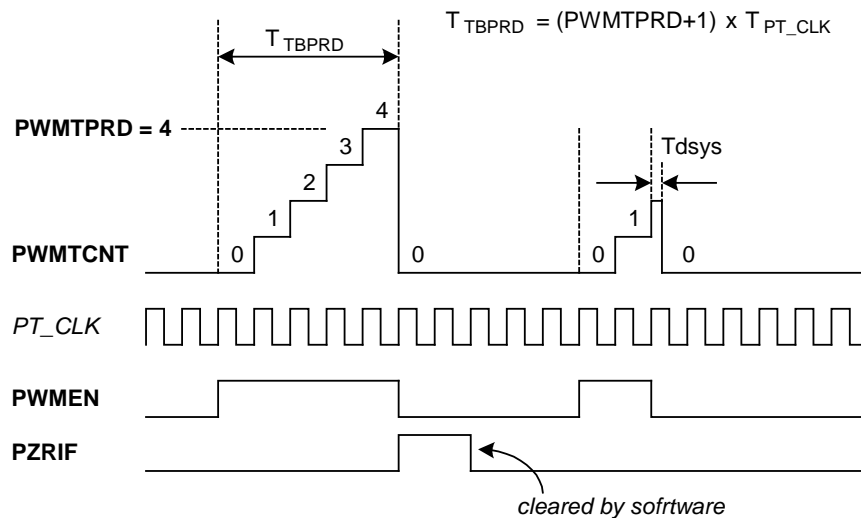 T TBPRD
T TBPRD = (PWMTPRD+1) x T PT_CLK
PWMTPRD = 4
4
3
2
1
0
0
Tdsys
1
0
0
PWMTCNT
PT_CLK
PWMEN
PZRIF
cleared by sofrtware